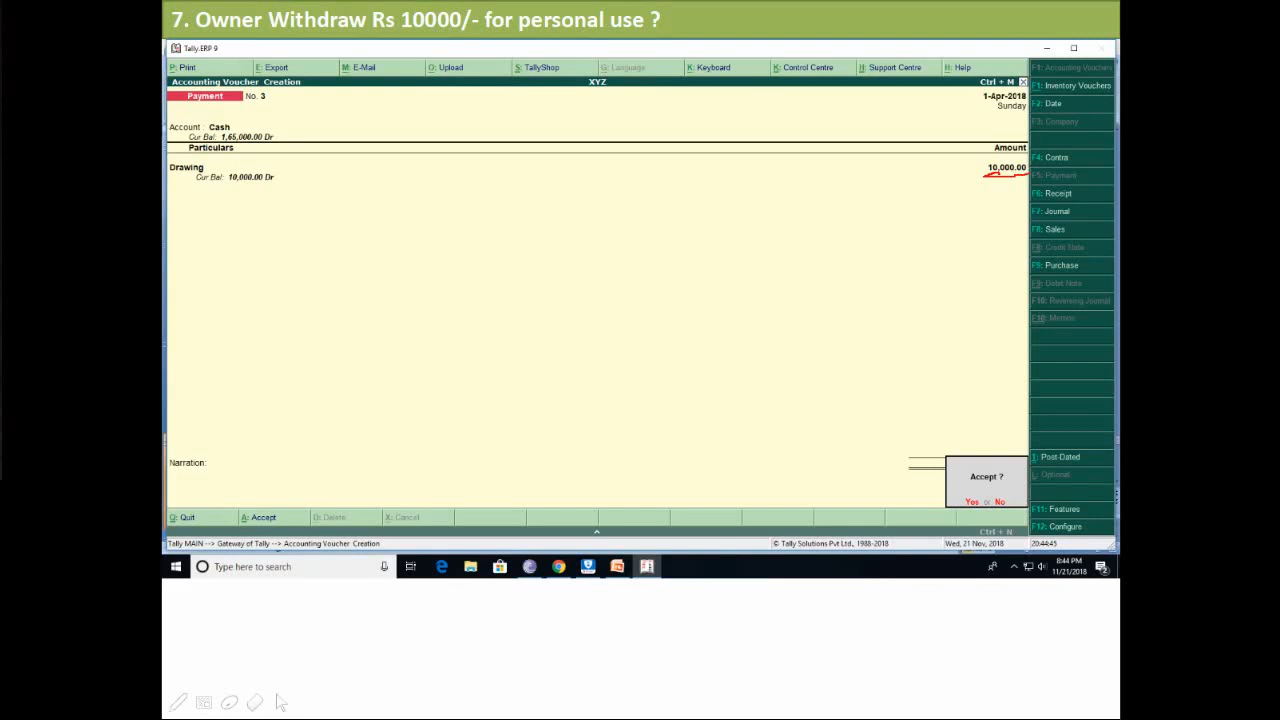 7. Owner Withdraw Rs 10000/- for personal use ?
Tally.ERP 9
P: Print E: Export M: E-Mail O: Upload S: TallyShop G: Language K: Keyboard K: Control Centre H: Support Centre H: Help
F1: Accounting Vouchers
Accounting Voucher Creation XYZ Ctrl + M
F1: Inventory Vouchers
Payment No. 3 1-Apr-2018
Sunday
F2: Date
F3: Company
Account : Cash
Cur Bal: 1,65,000.00 Dr
Particulars Amount
F4: Contra
Drawing 10,000.00
Cur Bal: 10,000.00 Dr
F5: Payment
F6: Receipt
F7: Journal
F8: Sales
F8: Credit Note
F9: Purchase
F9: Debit Note
F10: Reversing Journal
F10: Memos
Narration:
I: Post-Dated
Accept ?
L: Optional
Yes or No
F11: Features
Q: Quit A: Accept D: Delete X: Cancel
F12: Configure
Ctrl + N
Tally MAIN --> Gateway of Tally --> Accounting Voucher Creation © Tally Solutions Pvt Ltd., 1988-2018 Wed, 21 Nov, 2018 20:44:45
Type here to search
8:44 PM
11/21/2018
2